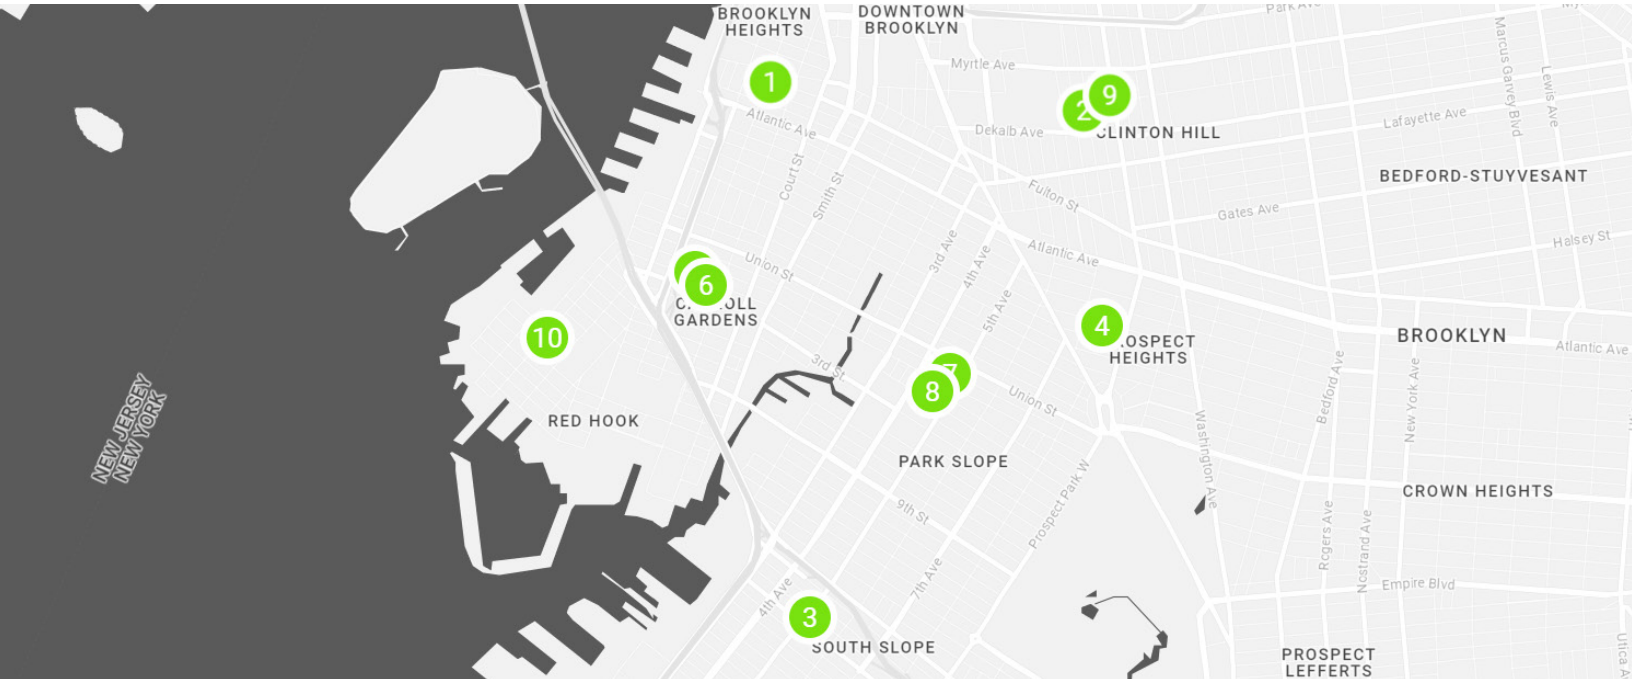 BROOKLYN
HEIGHTS
DOWNTOWN
BROOKLYN
Park Ave
Myrtle Ave
Marcus Garvey Blvd
Lewis Ave
1
2
9
CLINTON HILL
Atlantic Ave
Dekalb Ave
Lafayette Ave
Court St
Smith St
Fulton St
BEDFORD-STUYVESANT
Gates Ave
Halsey St
Union St
3rd Ave
4th Ave
Atlantic Ave
6
GARDENS
5th Ave
4
OSPECT
HEIGHTS
BROOKLYN
Atlantic Ave
10
3rd St
7
8
Union St
Bedford Ave
New York Ave
NEW JERSEY
NEW YORK
RED HOOK
PARK SLOPE
Washington Ave
CROWN HEIGHTS
Prospect Park W
9th St
Rogers Ave
Nostrand Ave
7th Ave
4th Ave
Empire Blvd
3
SOUTH SLOPE
PROSPECT
LEFFERTS
Utica A